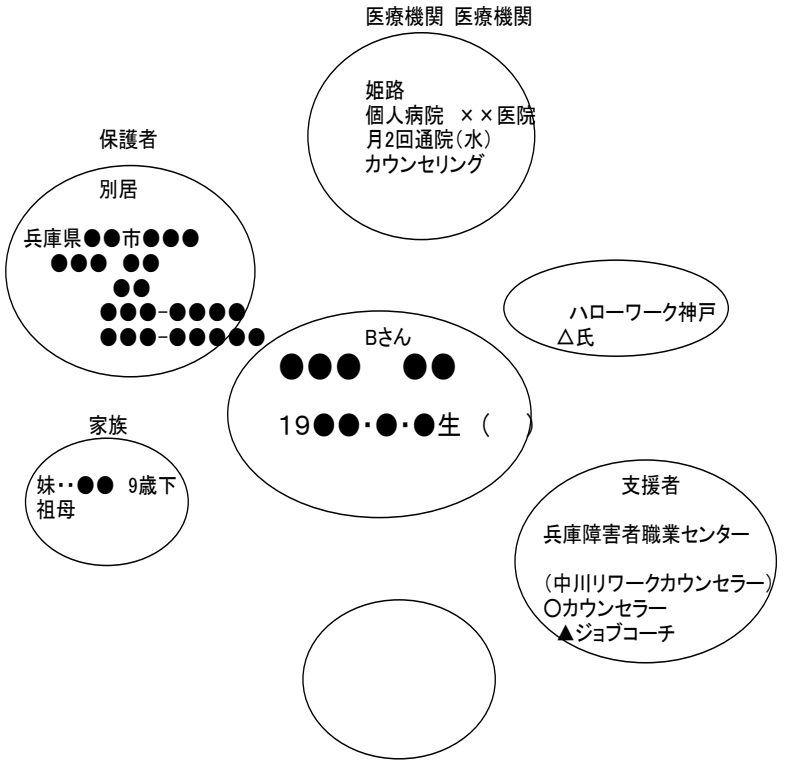 医療機関 医療機関
姫路
個人病院 ××医院
月2回通院(水)
カウンセリング
保護者
別居
兵庫県●●市●●●
●●● ●●
●●
●●●-●●●●
●●●-●●●●●
ハローワーク神戸
△氏
Bさん
●●● ●●
19●●・●・●生 ( )
家族
妹・・●● 9歳下
祖母
支援者
兵庫障害者職業センター
(中川リワークカウンセラー)
○カウンセラー
▲ジョブコーチ